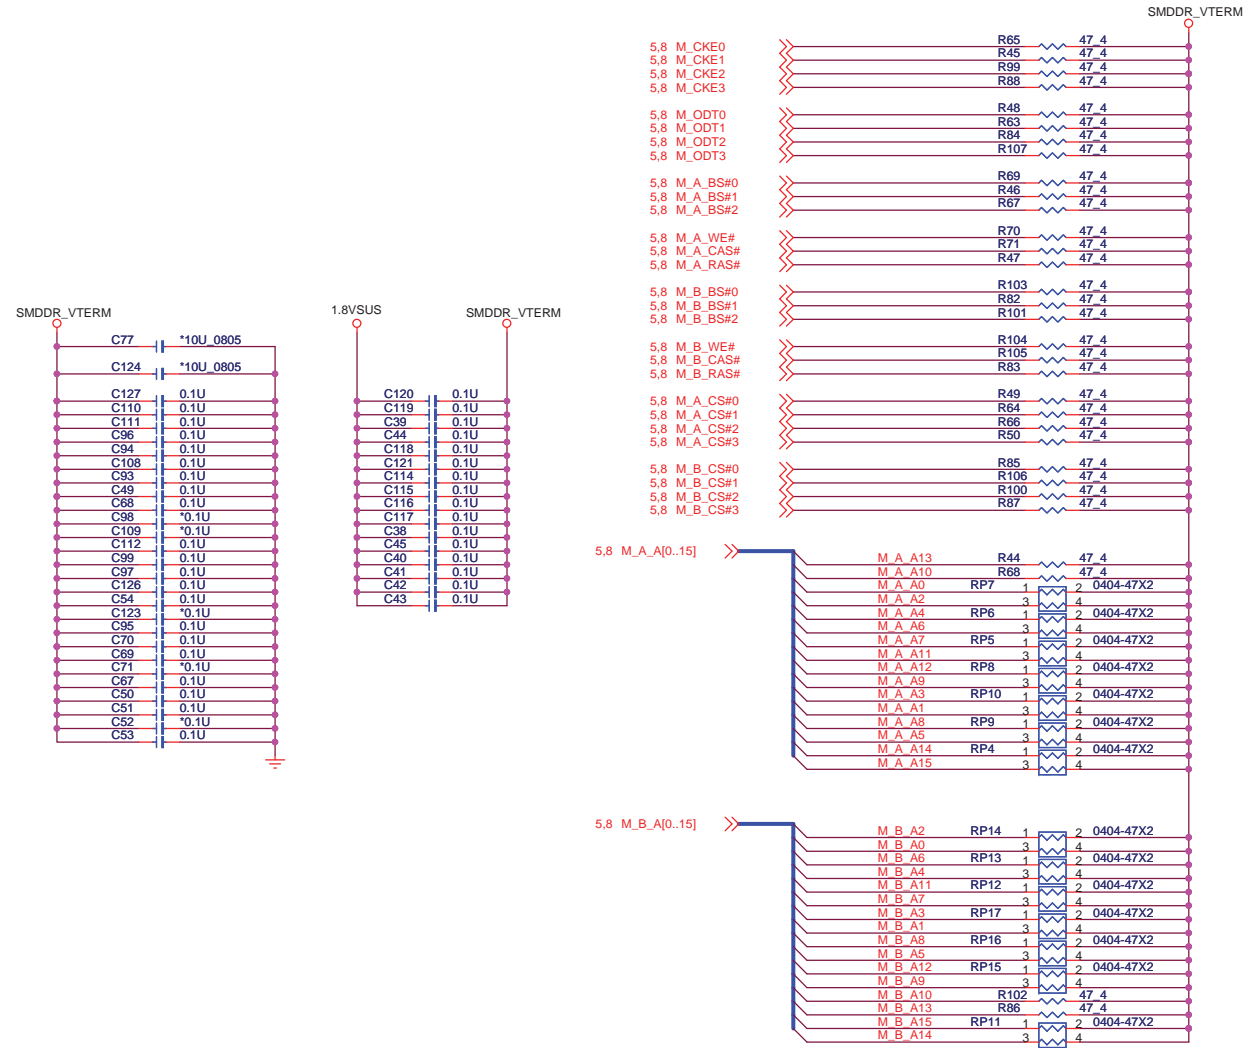 SMDDR_VTERM
5,8 M_CKE0 R65 47_4
5,8 M_CKE1 R45 47_4
5,8 M_CKE2 R99 47_4
5,8 M_CKE3 R88 47_4
5,8 M_ODT0 R48 47_4
5,8 M_ODT1 R63 47_4
5,8 M_ODT2 R84 47_4
5,8 M_ODT3 R107 47_4
5,8 M_A_BS#0 R69 47_4
5,8 M_A_BS#1 R46 47_4
5,8 M_A_BS#2 R67 47_4
5,8 M_A_WE# R70 47_4
5,8 M_A_CAS# R71 47_4
5,8 M_A_RAS# R47 47_4
5,8 M_B_BS#0 R103 47_4
5,8 M_B_BS#1 R82 47_4
5,8 M_B_BS#2 R101 47_4
5,8 M_B_WE# R104 47_4
5,8 M_B_CAS# R105 47_4
5,8 M_B_RAS# R83 47_4
5,8 M_A_CS#0 R49 47_4
5,8 M_A_CS#1 R64 47_4
5,8 M_A_CS#2 R66 47_4
5,8 M_A_CS#3 R50 47_4
5,8 M_B_CS#0 R85 47_4
5,8 M_B_CS#1 R106 47_4
5,8 M_B_CS#2 R100 47_4
5,8 M_B_CS#3 R87 47_4
SMDDR_VTERM
C77 *10U_0805
C124 *10U_0805
C127 0.1U
C110 0.1U
C111 0.1U
C96 0.1U
C94 0.1U
C108 0.1U
C93 0.1U
C49 0.1U
C68 0.1U
C98 *0.1U
C109 *0.1U
C112 0.1U
C99 0.1U
C97 0.1U
C126 0.1U
C54 0.1U
C123 *0.1U
C95 0.1U
C70 0.1U
C69 0.1U
C71 *0.1U
C67 0.1U
C50 0.1U
C51 0.1U
C52 *0.1U
C53 0.1U
1.8VSUS SMDDR_VTERM
C120 0.1U
C119 0.1U
C39 0.1U
C44 0.1U
C118 0.1U
C121 0.1U
C114 0.1U
C115 0.1U
C116 0.1U
C117 0.1U
C38 0.1U
C45 0.1U
C40 0.1U
C41 0.1U
C42 0.1U
C43 0.1U
5,8 M_A_A[0..15]
M_A_A13 R44 47_4
M_A_A10 R68 47_4
M_A_A0 RP7 1 2 0404-47X2
M_A_A2 3 4
M_A_A4 RP6 1 2 0404-47X2
M_A_A6 3 4
M_A_A7 RP5 1 2 0404-47X2
M_A_A11 3 4
M_A_A12 RP8 1 2 0404-47X2
M_A_A9 3 4
M_A_A3 RP10 1 2 0404-47X2
M_A_A1 3 4
M_A_A8 RP9 1 2 0404-47X2
M_A_A5 3 4
M_A_A14 RP4 1 2 0404-47X2
M_A_A15 3 4
5,8 M_B_A[0..15]
M_B_A2 RP14 1 2 0404-47X2
M_B_A0 3 4
M_B_A6 RP13 1 2 0404-47X2
M_B_A4 3 4
M_B_A11 RP12 1 2 0404-47X2
M_B_A7 3 4
M_B_A3 RP17 1 2 0404-47X2
M_B_A1 3 4
M_B_A8 RP16 1 2 0404-47X2
M_B_A5 3 4
M_B_A12 RP15 1 2 0404-47X2
M_B_A9 3 4
M_B_A10 R102 47_4
M_B_A13 R86 47_4
M_B_A15 RP11 1 2 0404-47X2
M_B_A14 3 4